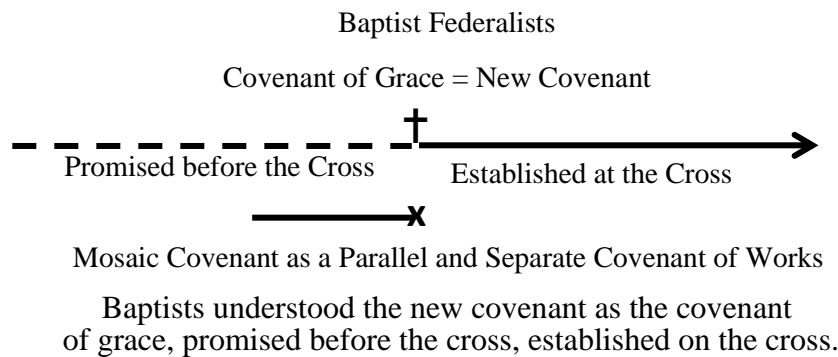 Baptist Federalists
Covenant of Grace = New Covenant
Promised before the Cross
Established at the Cross
x
Mosaic Covenant as a Parallel and Separate Covenant of Works
Baptists understood the new covenant as the covenant
of grace, promised before the cross, established on the cross.